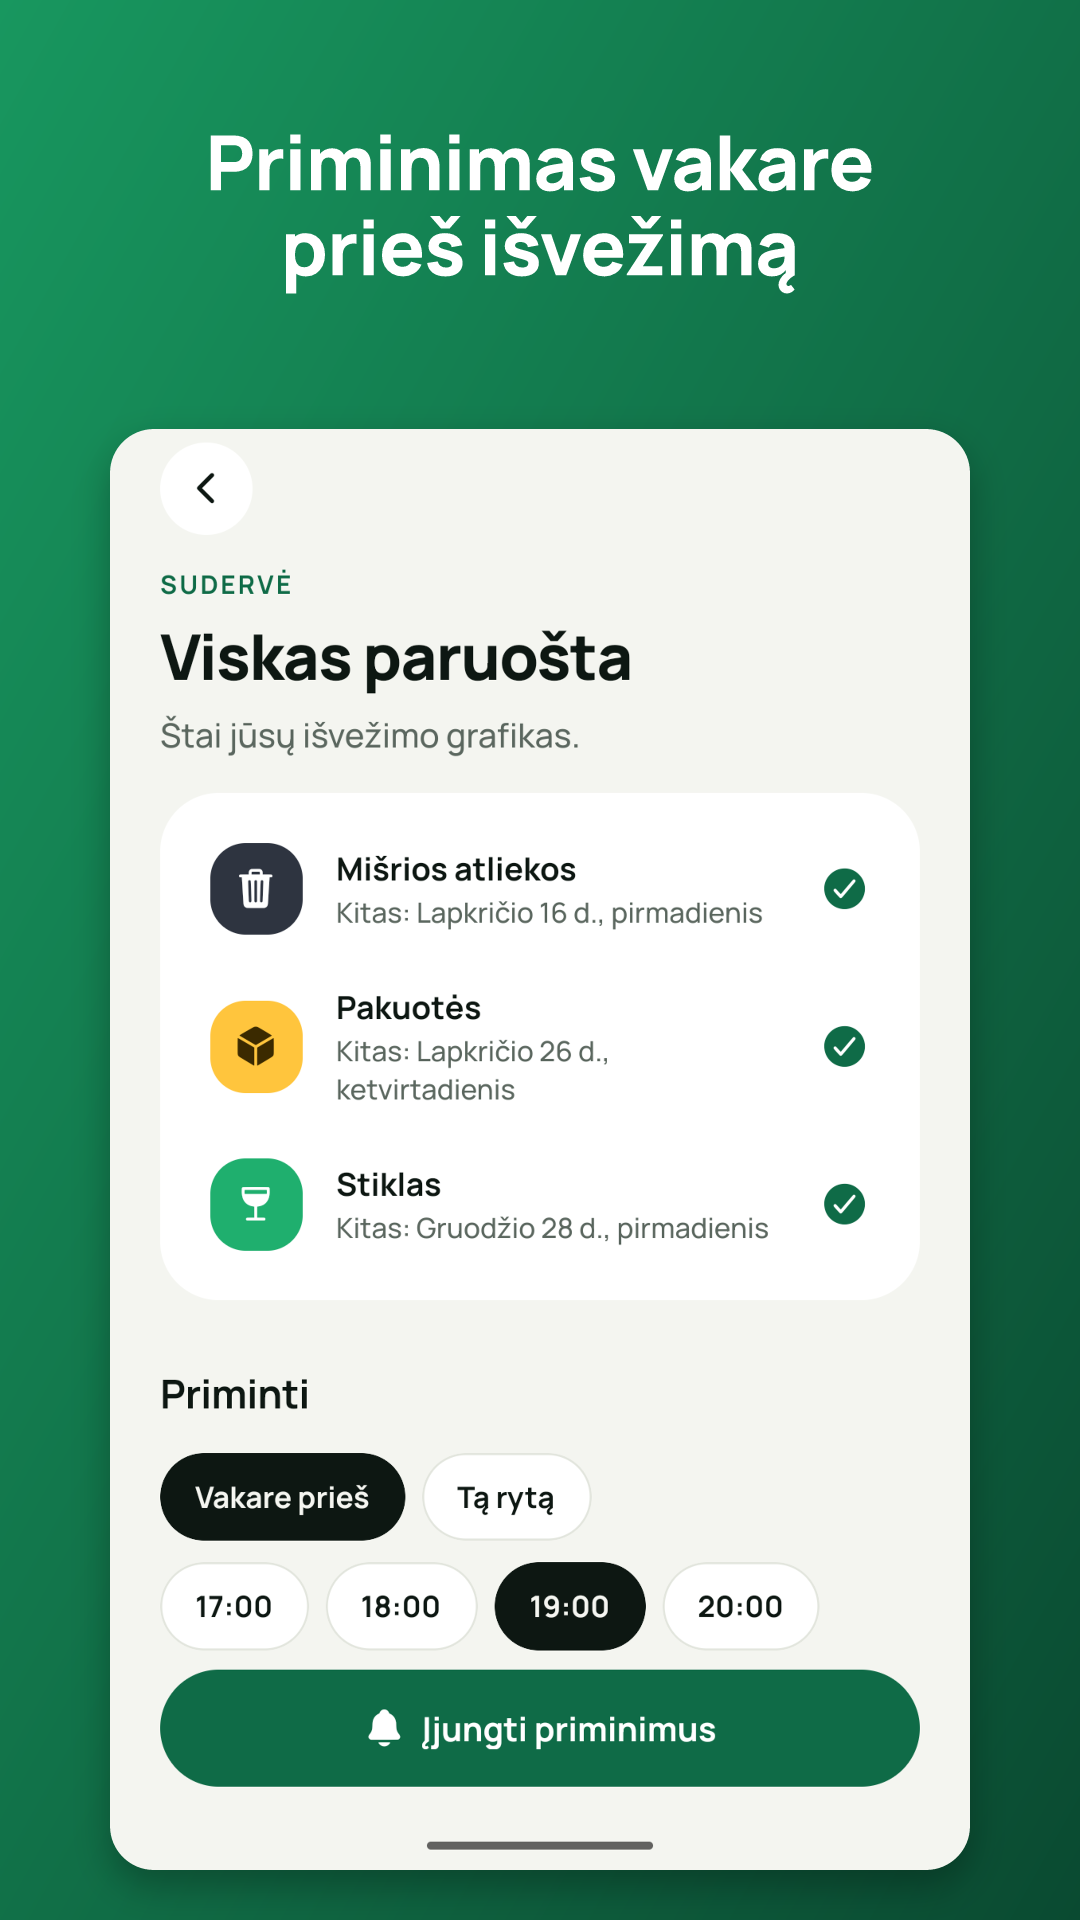 Priminimas vakare
prieš išvežimą
SUDERVĖ
Viskas paruošta
Štai jūsų išvežimo grafikas.
Mišrios atliekos
Kitas: Lapkričio 16 d., pirmadienis
Pakuotės
Kitas: Lapkričio 26 d.,
ketvirtadienis
Stiklas
Kitas: Gruodžio 28 d., pirmadienis
Priminti
Vakare prieš
Tą rytą
17:00
18:00
19:00
20:00
Įjungti priminimus